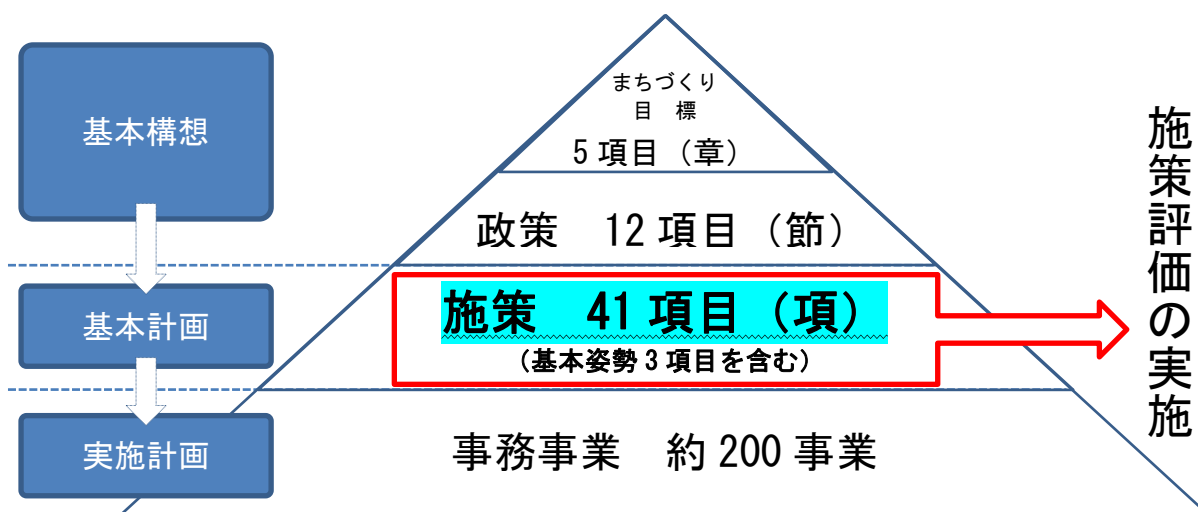 基本構想
基本計画
実施計画
まちづくり
目 標
5 項目（章）
政策　12 項目（節）
施策　41 項目（項）
（基本姿勢 3 項目を含む）
事務事業　約 200 事業
施策評価の実施